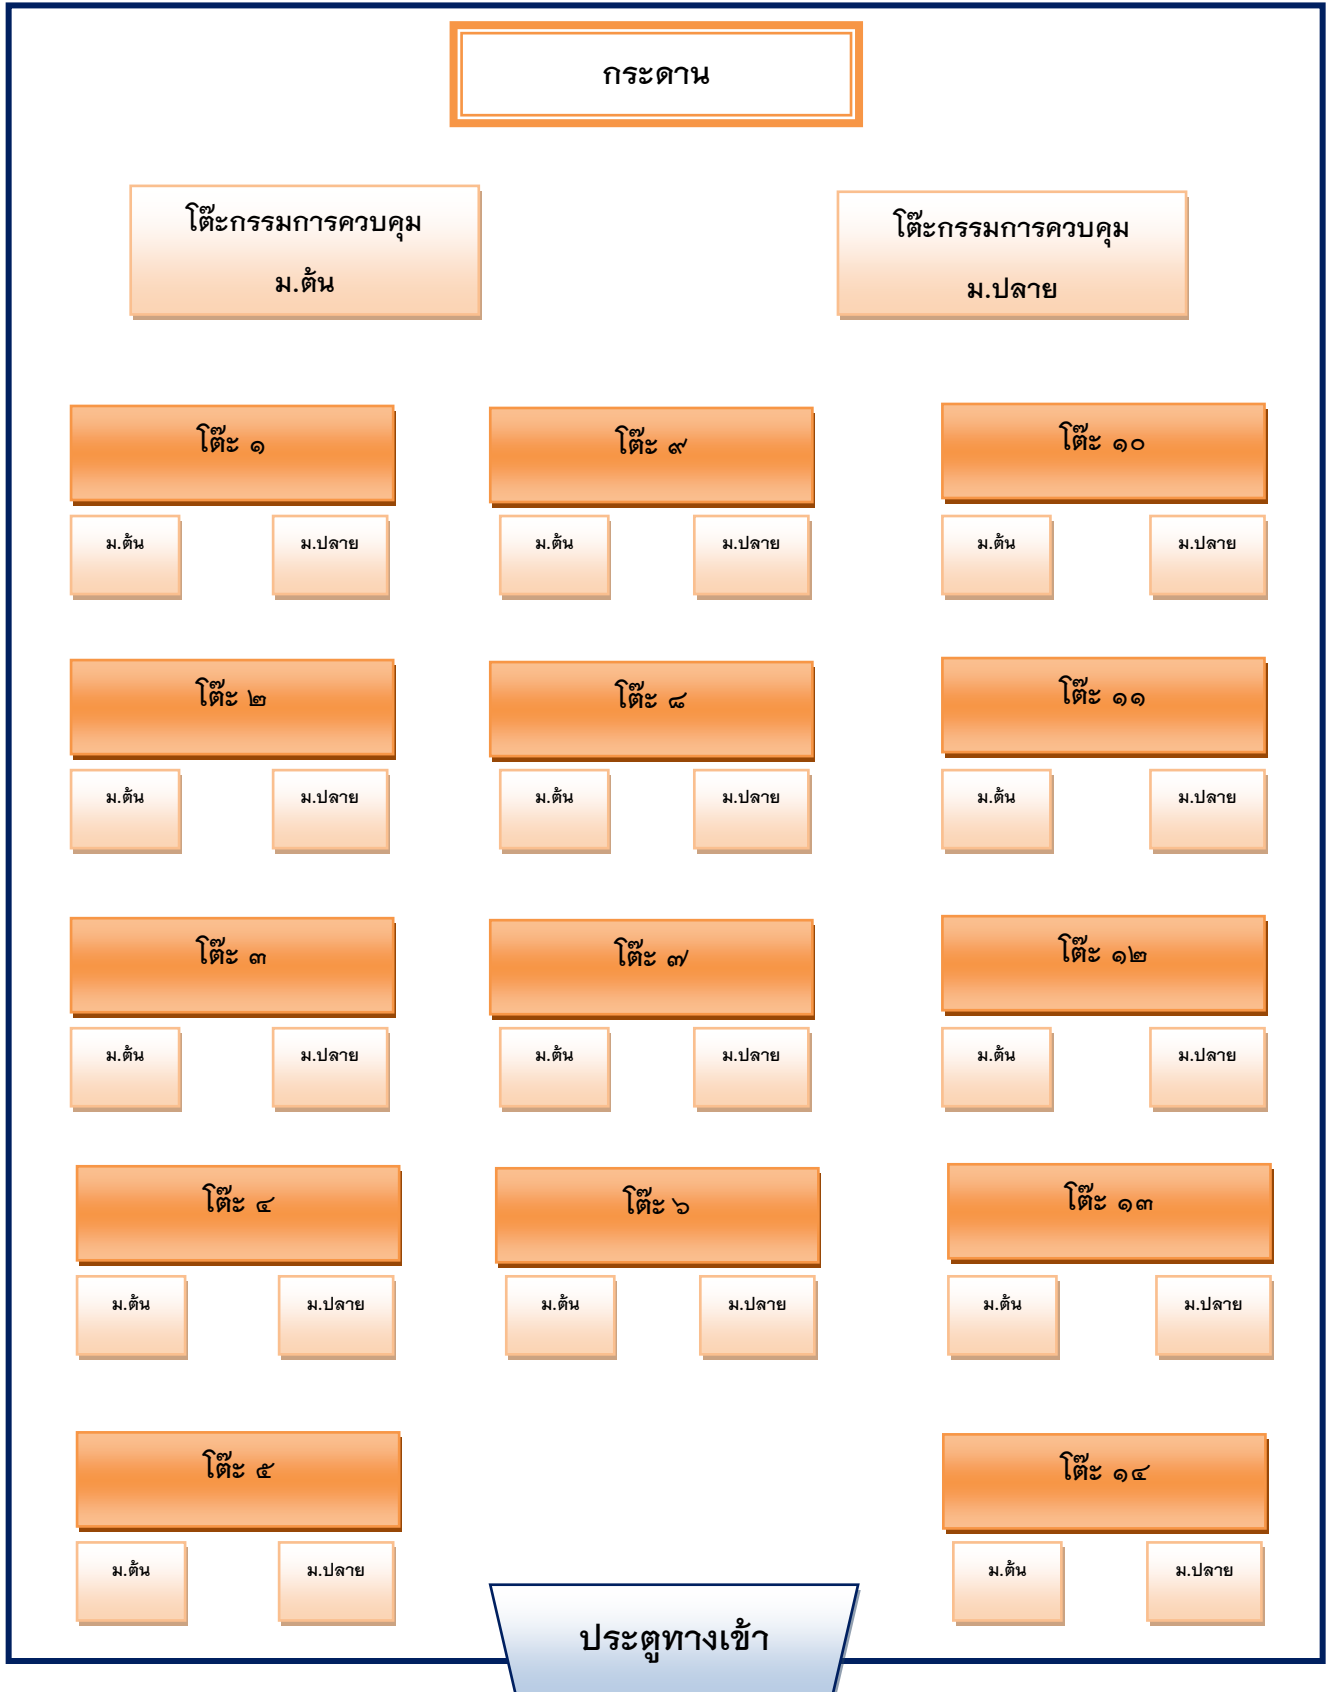 กระดาน
โต๊ะกรรมการควบคุม
ม.ต้น
โต๊ะกรรมการควบคุม
ม.ปลาย
โต๊ะ ๑
โต๊ะ ๙
โต๊ะ ๑๐
ม.ต้น
ม.ปลาย
ม.ต้น
ม.ปลาย
ม.ต้น
ม.ปลาย
โต๊ะ ๒
โต๊ะ ๘
โต๊ะ ๑๑
ม.ต้น
ม.ปลาย
ม.ต้น
ม.ปลาย
ม.ต้น
ม.ปลาย
โต๊ะ ๓
โต๊ะ ๗
โต๊ะ ๑๒
ม.ต้น
ม.ปลาย
ม.ต้น
ม.ปลาย
ม.ต้น
ม.ปลาย
โต๊ะ ๔
โต๊ะ ๖
โต๊ะ ๑๓
ม.ต้น
ม.ปลาย
ม.ต้น
ม.ปลาย
ม.ต้น
ม.ปลาย
โต๊ะ ๕
โต๊ะ ๑๔
ม.ต้น
ม.ปลาย
ม.ต้น
ม.ปลาย
ประตูทางเข้า